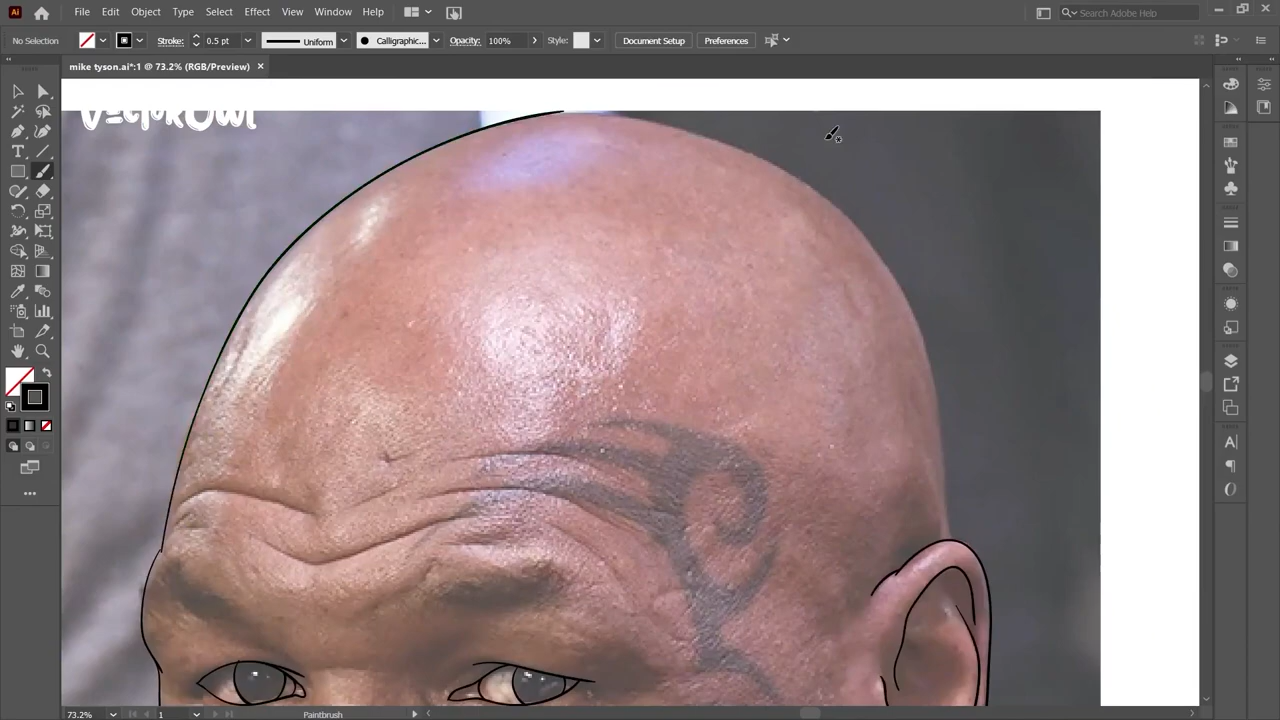 Ai File Edit Object Type Select Effect View Window Help Search Adobe Help
No Selection Stroke: 0.5 pt Uniform Calligraphic... Opacity: 100% Style: Document Setup Preferences
mike tyson.ai*:1 @ 73.2% (RGB/Preview) ×
VectorOwl
73.2% 1 Paintbrush